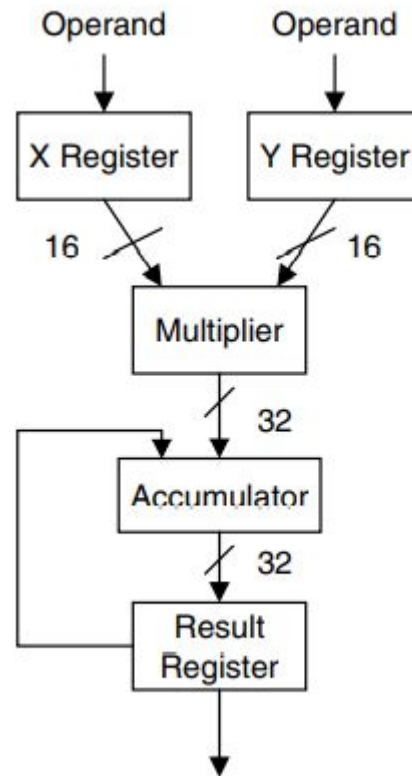 Operand Operand
X Register Y Register
16 16
Multiplier
32
Accumulator
32
Result
Register